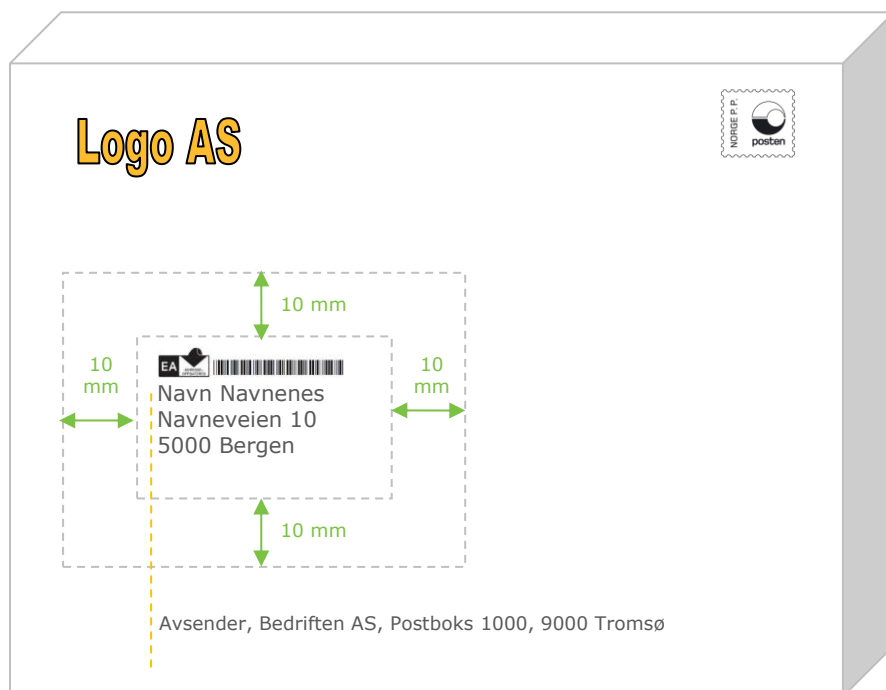 Logo AS
NORGE P. P.
posten
10 mm
10
mm
10
mm
EA
Navn Navnenes
Navneveien 10
5000 Bergen
10 mm
Avsender, Bedriften AS, Postboks 1000, 9000 Tromsø